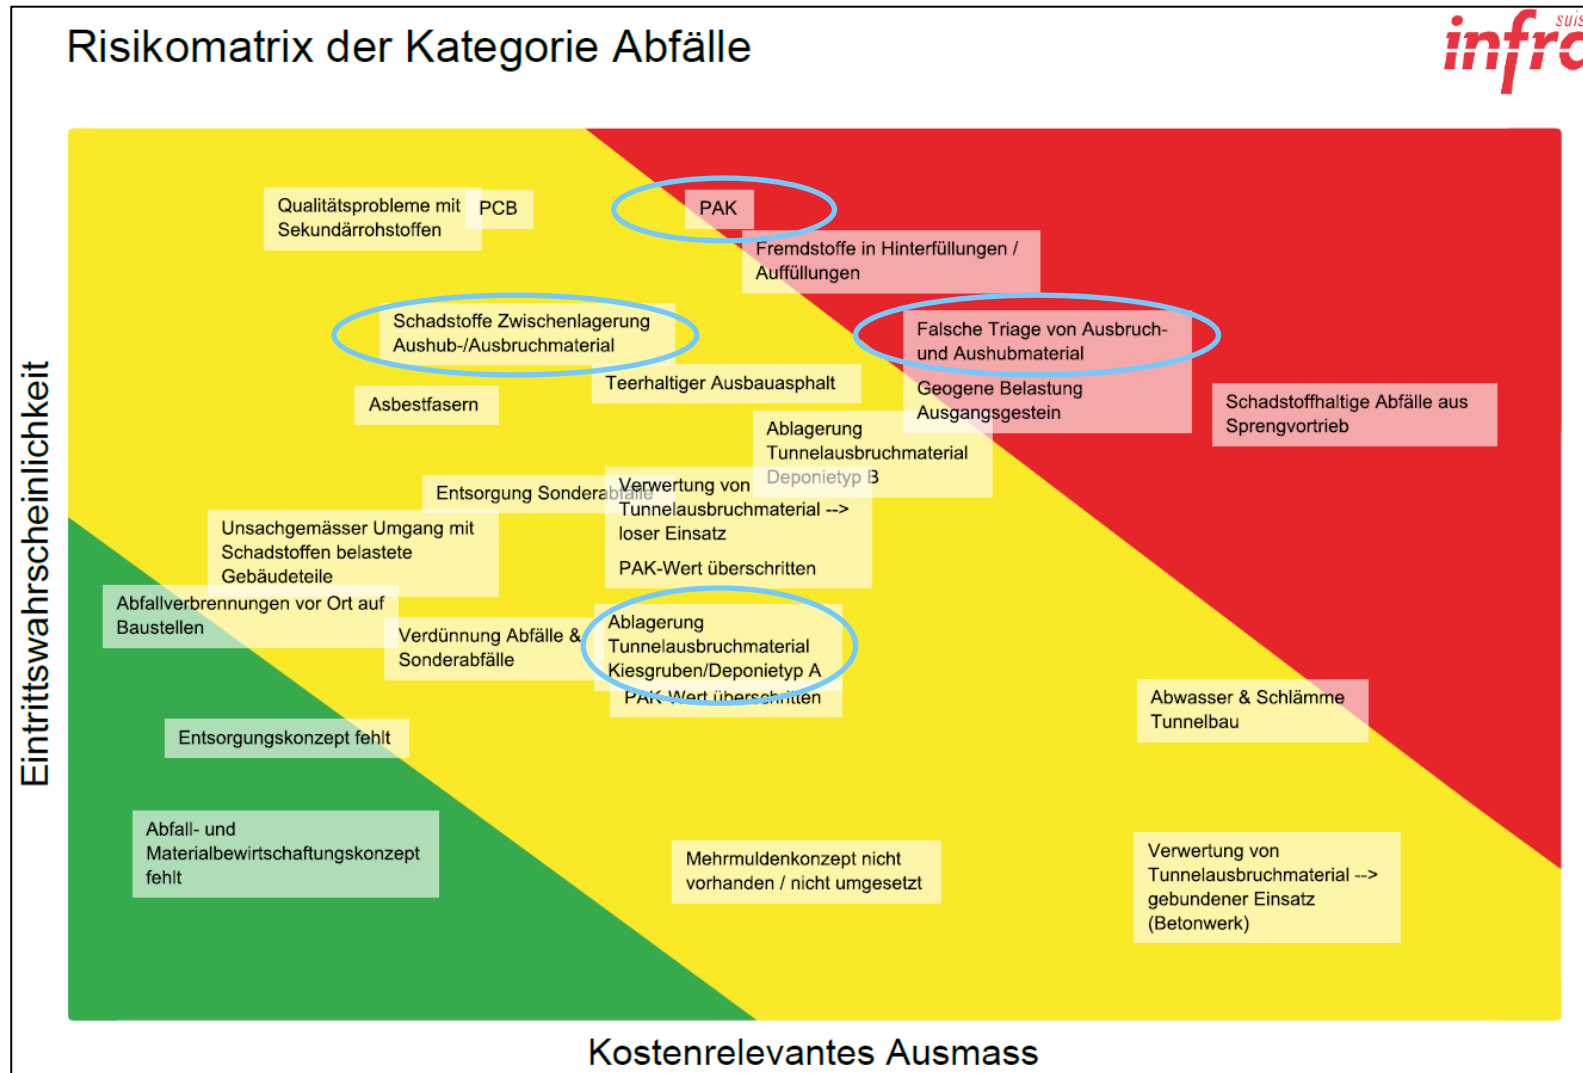 Risikomatrix der Kategorie Abfälle
suis
infra
Qualitätsprobleme mit
Sekundärrohstoffen
PCB
PAK
Fremdstoffe in Hinterfüllungen /
Auffüllungen
Schadstoffe Zwischenlagerung
Aushub-/Ausbruchmaterial
Falsche Triage von Ausbruch-
und Aushubmaterial
Teerhaltiger Ausbauasphalt
Asbestfasern
Geogene Belastung
Ausgangsgestein
Schadstoffhaltige Abfälle aus
Sprengvortrieb
Ablagerung
Tunnelausbruchmaterial
Deponietyp B
Entsorgung Sonderabfälle
Verwertung von
Tunnelausbruchmaterial -->
loser Einsatz
PAK-Wert überschritten
Unsachgemässer Umgang mit
Schadstoffen belastete
Gebäudeteile
Abfallverbrennungen vor Ort auf
Baustellen
Verdünnung Abfälle &
Sonderabfälle
Ablagerung
Tunnelausbruchmaterial
Kiesgruben/Deponietyp A
PAK-Wert überschritten
Abwasser & Schlämme
Tunnelbau
Entsorgungskonzept fehlt
Abfall- und
Materialbewirtschaftungskonzept
fehlt
Mehrmuldenkonzept nicht
vorhanden / nicht umgesetzt
Verwertung von
Tunnelausbruchmaterial -->
gebundener Einsatz
(Betonwerk)
Eintrittswahrscheinlichkeit
Kostenrelevantes Ausmass